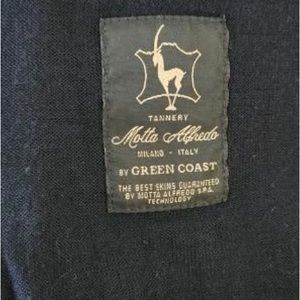 TANNERY
Motta Alfredo
MILANO - ITALY
BY GREEN COAST
THE BEST SKINS GUARANTEED
BY MOTTA ALFREDO S.P.A.
TECHNOLOGY